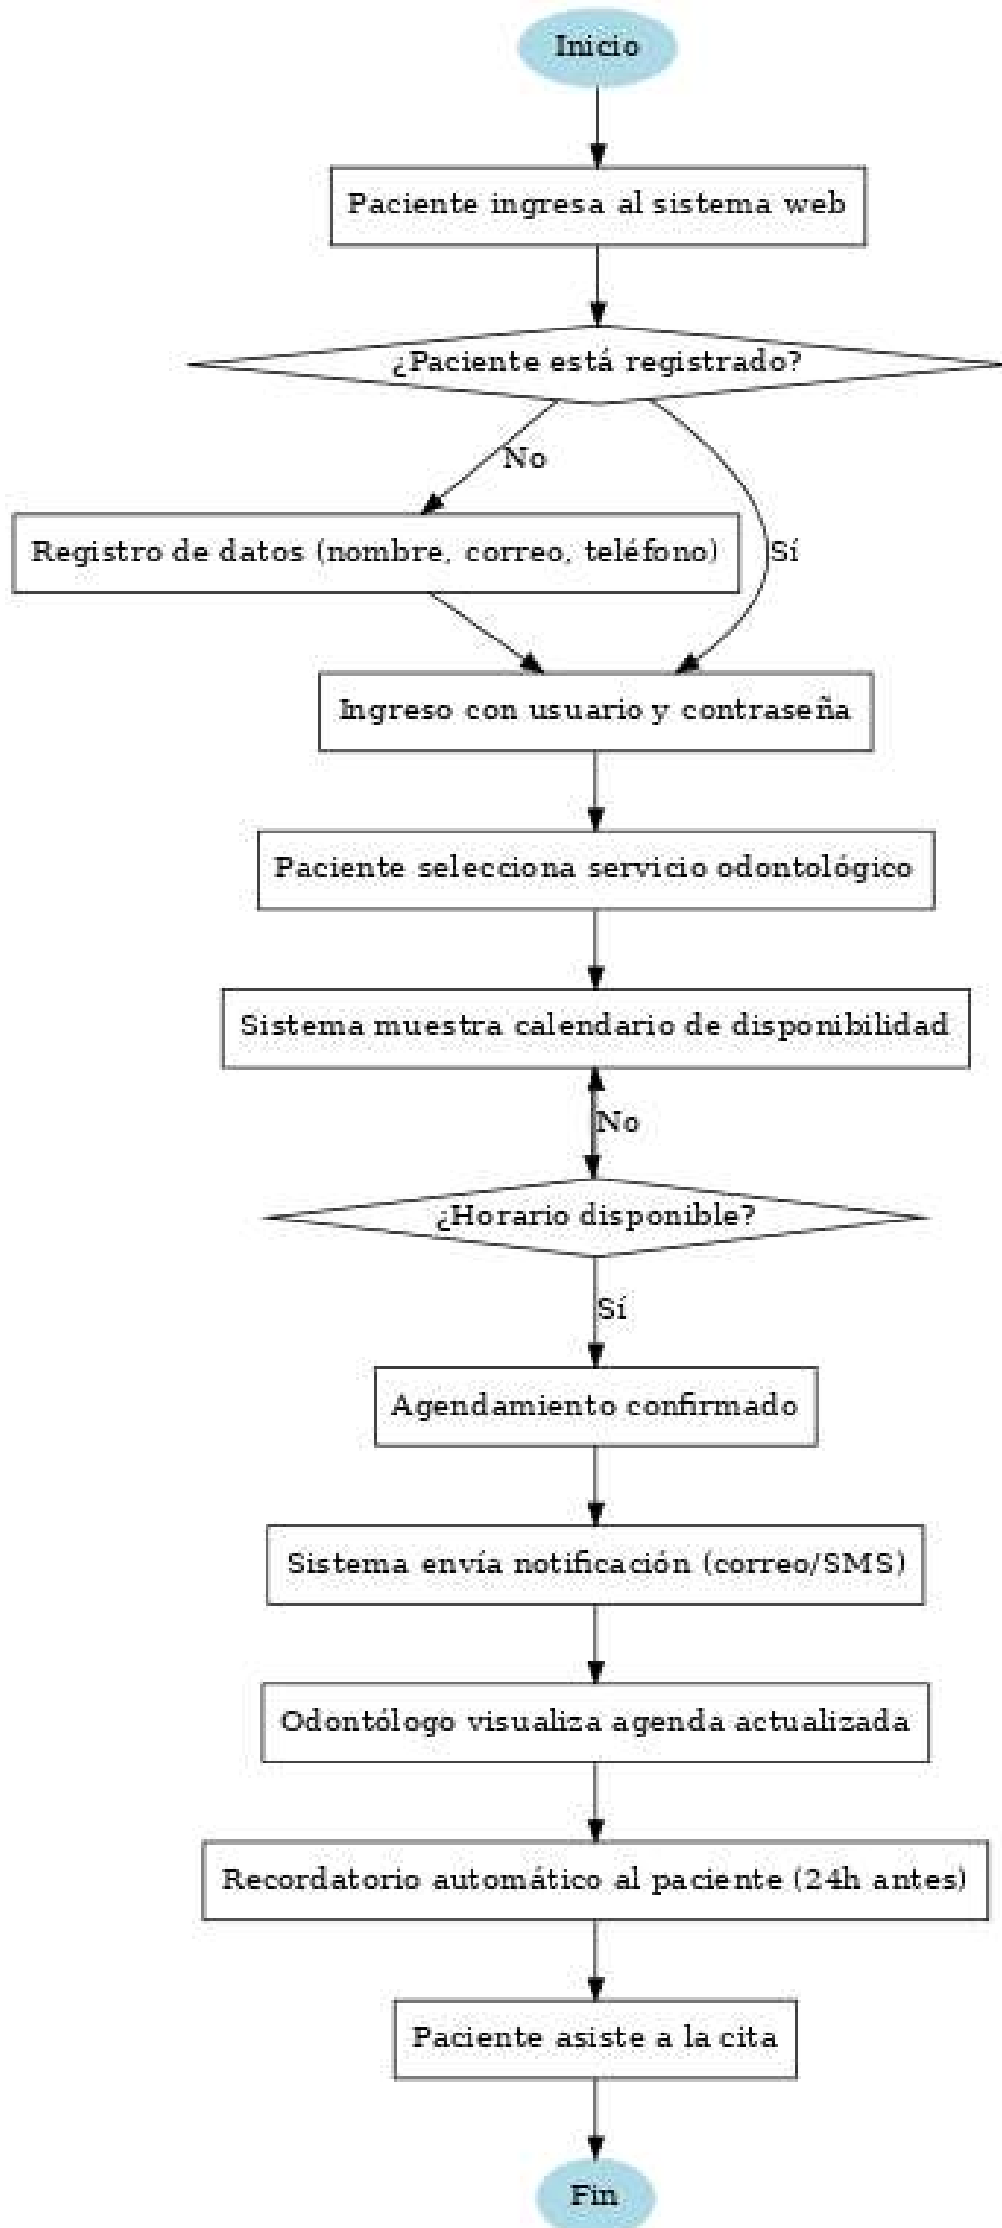 Inicio
Paciente ingresa al sistema web
¿Paciente está registrado?
No
Registro de datos (nombre, correo, teléfono)
Sí
Ingreso con usuario y contraseña
Paciente selecciona servicio odontológico
Sistema muestra calendario de disponibilidad
No
¿Horario disponible?
Sí
Agendamiento confirmado
Sistema envía notificación (correo/SMS)
Odontólogo visualiza agenda actualizada
Recordatorio automático al paciente (24h antes)
Paciente asiste a la cita
Fin